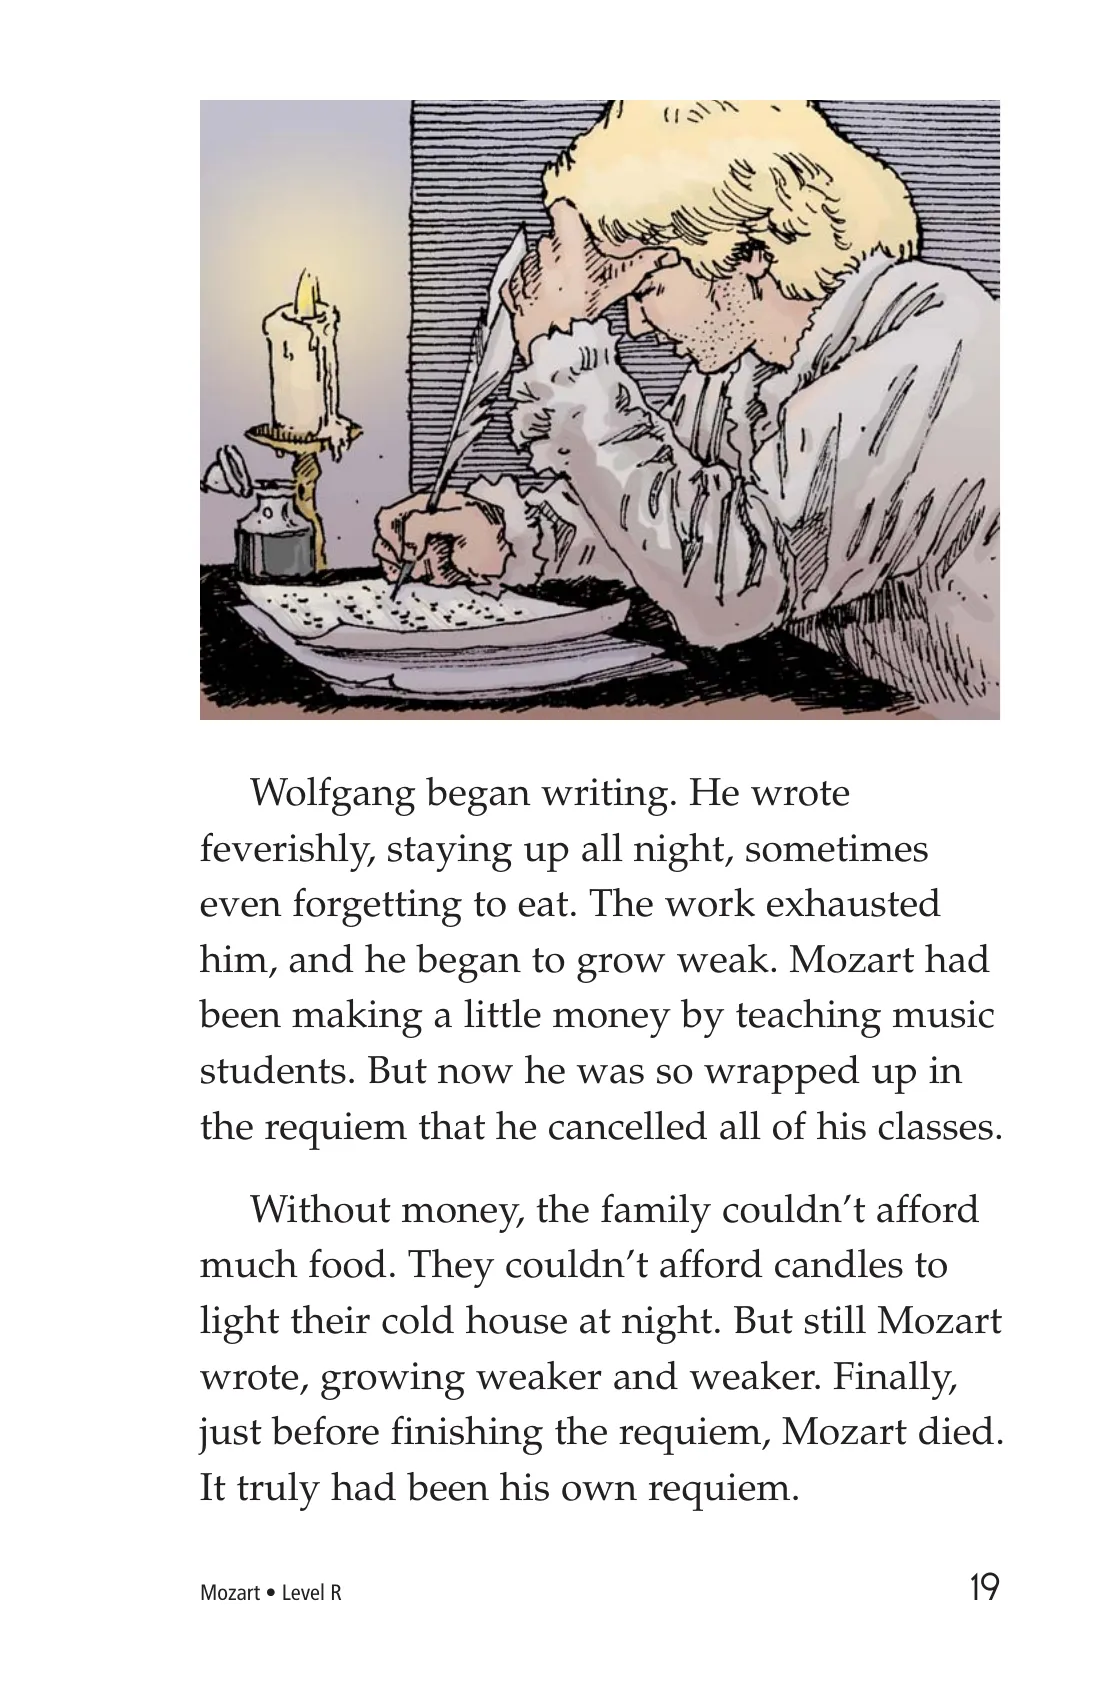 Wolfgang began writing. He wrote
feverishly, staying up all night, sometimes
even forgetting to eat. The work exhausted
him, and he began to grow weak. Mozart had
been making a little money by teaching music
students. But now he was so wrapped up in
the requiem that he cancelled all of his classes.
Without money, the family couldn’t afford
much food. They couldn’t afford candles to
light their cold house at night. But still Mozart
wrote, growing weaker and weaker. Finally,
just before finishing the requiem, Mozart died.
It truly had been his own requiem.
Mozart • Level R
19